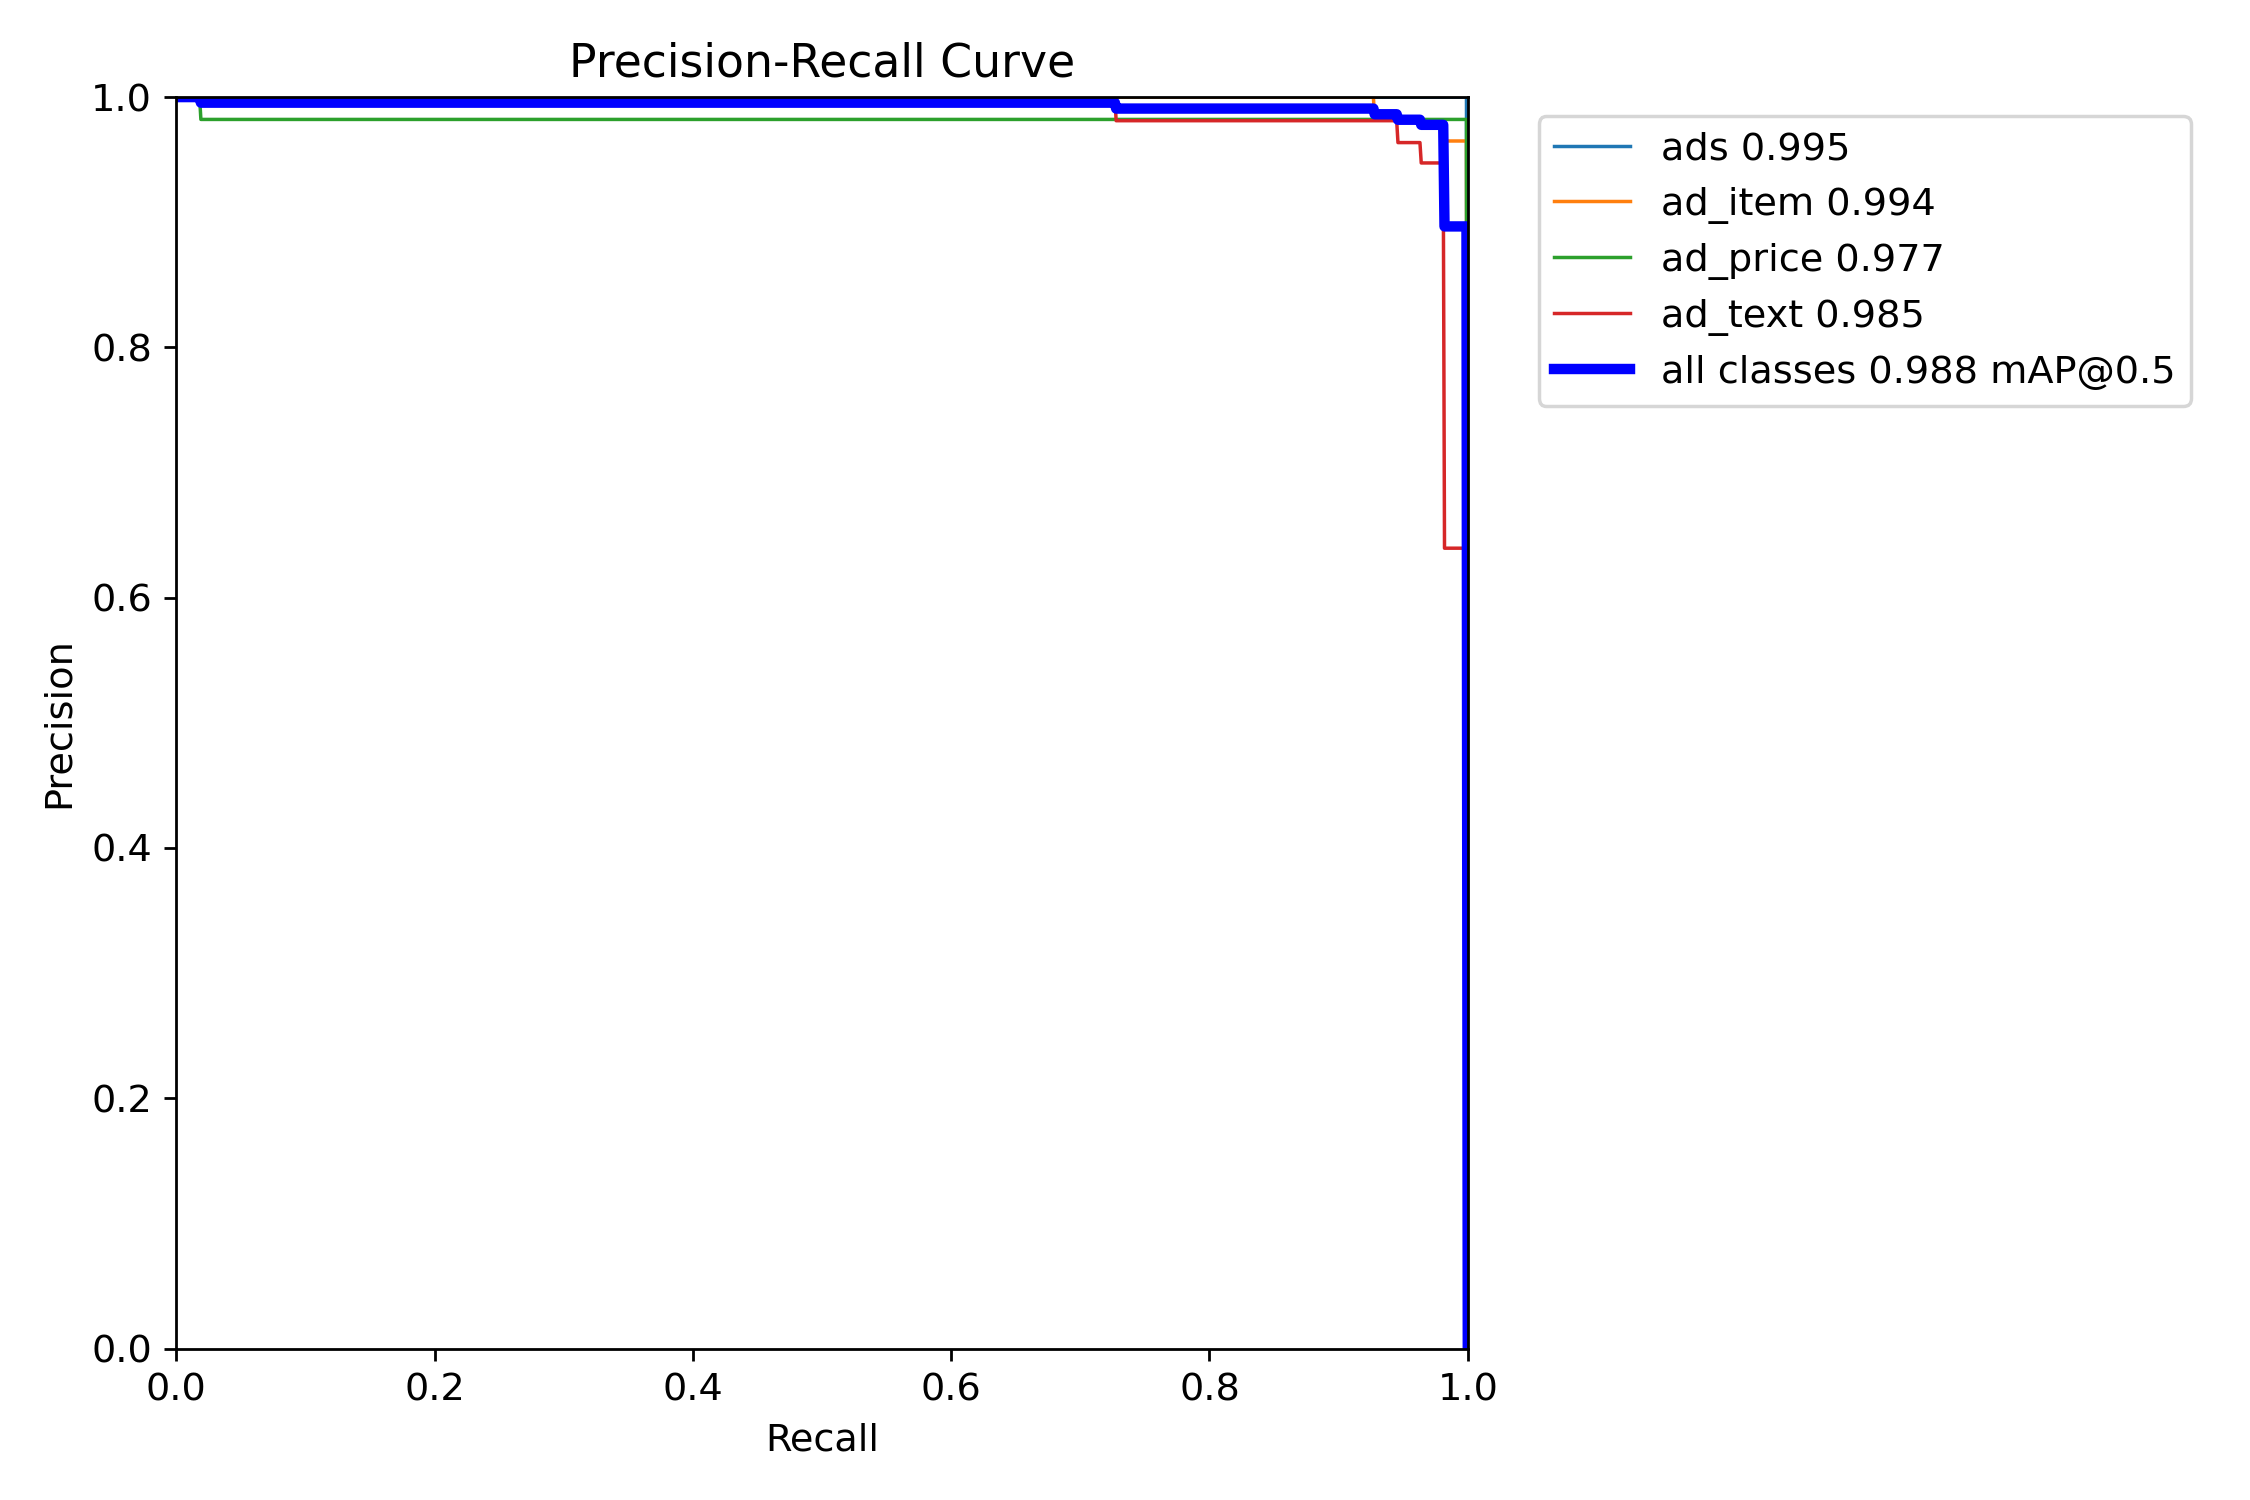 Precision-Recall Curve
1.0
0.8
0.6
0.4
0.2
0.0
Precision
0.0 0.2 0.4 0.6 0.8 1.0
Recall
ads 0.995
ad_item 0.994
ad_price 0.977
ad_text 0.985
all classes 0.988 mAP@0.5